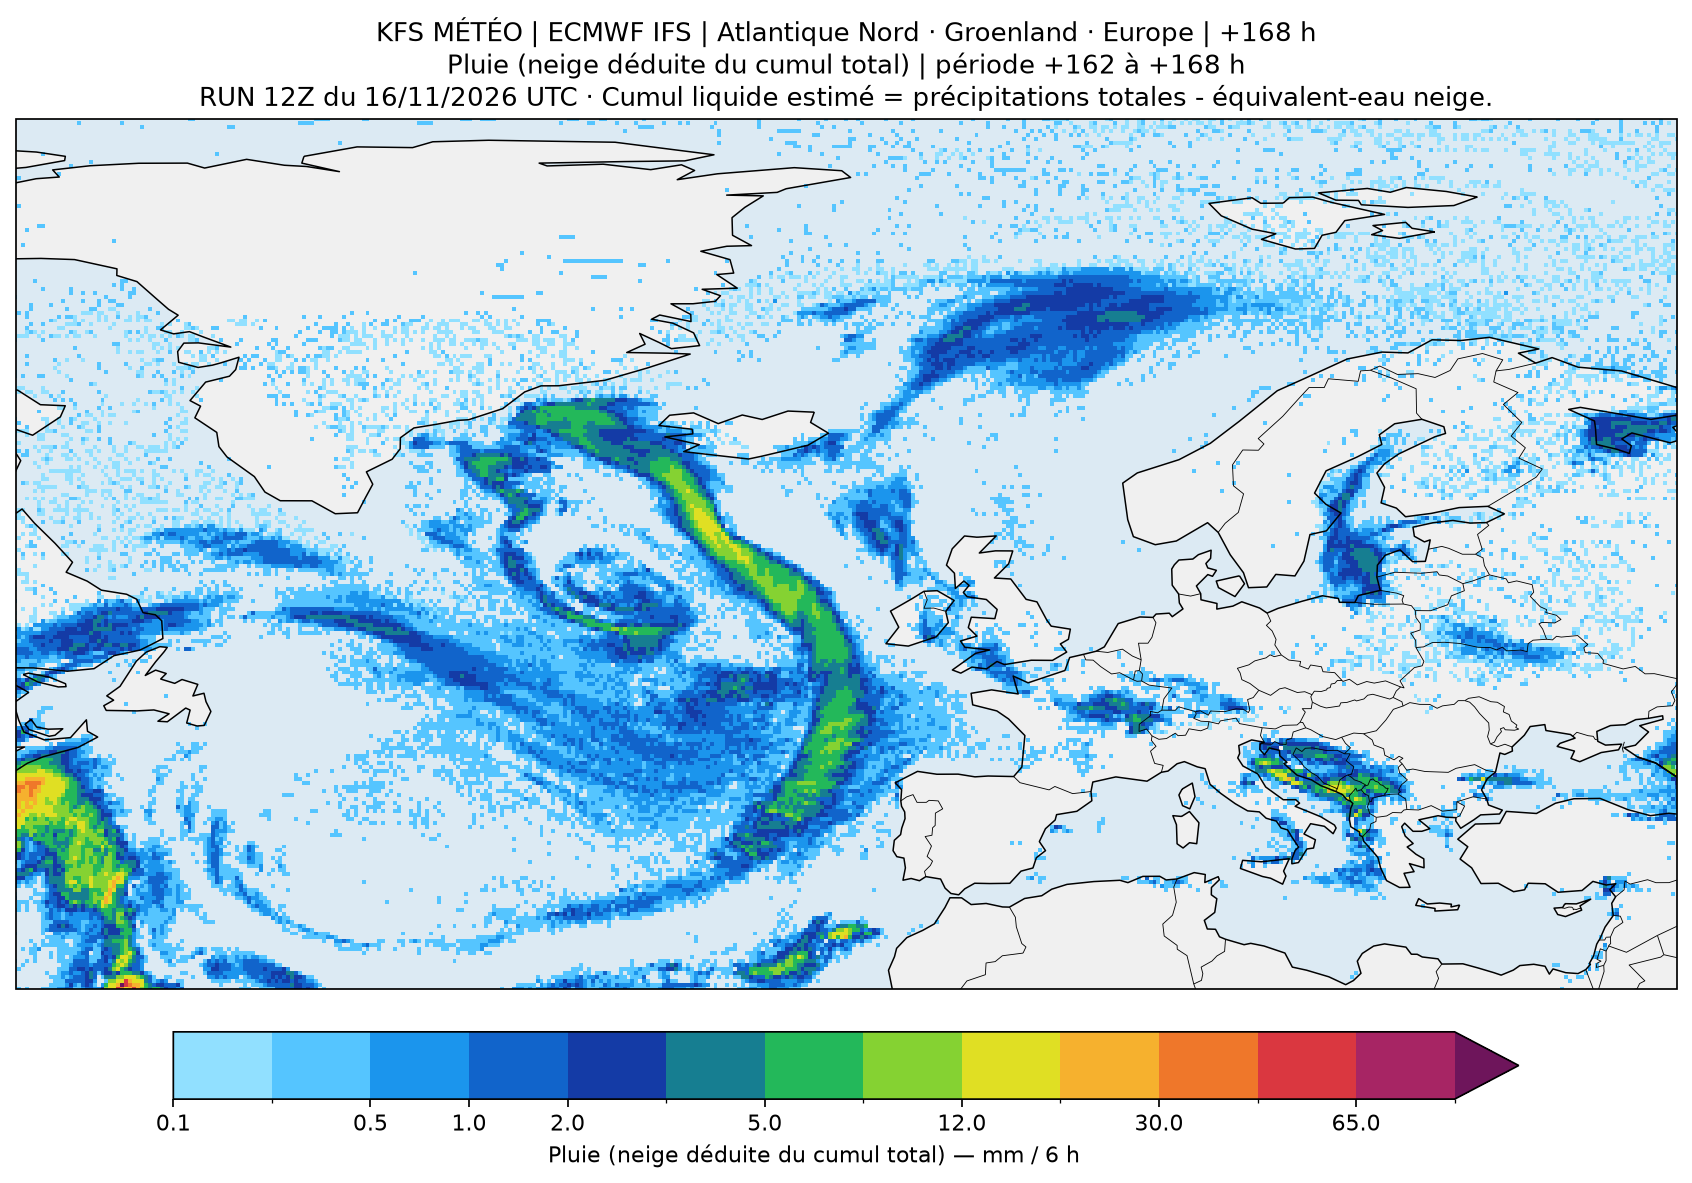 KFS MÉTÉO | ECMWF IFS | Atlantique Nord · Groenland · Europe | +168 h
Pluie (neige déduite du cumul total) | période +162 à +168 h
RUN 12Z du 16/11/2026 UTC · Cumul liquide estimé = précipitations totales - équivalent-eau neige.
0.1 0.5 1.0 2.0 5.0 12.0 30.0 65.0
Pluie (neige déduite du cumul total) — mm / 6 h